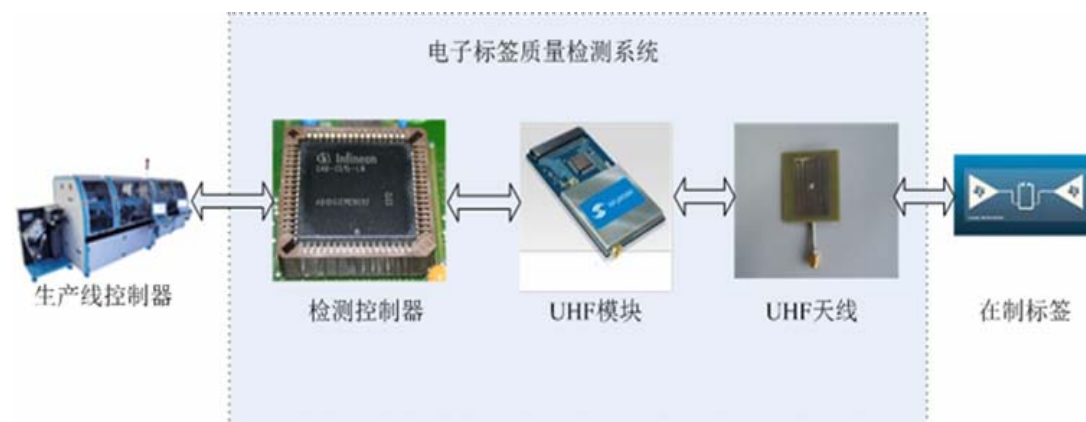 电子标签质量检测系统
Infineon
生产线控制器
检测控制器
UHF模块
UHF天线
在制标签